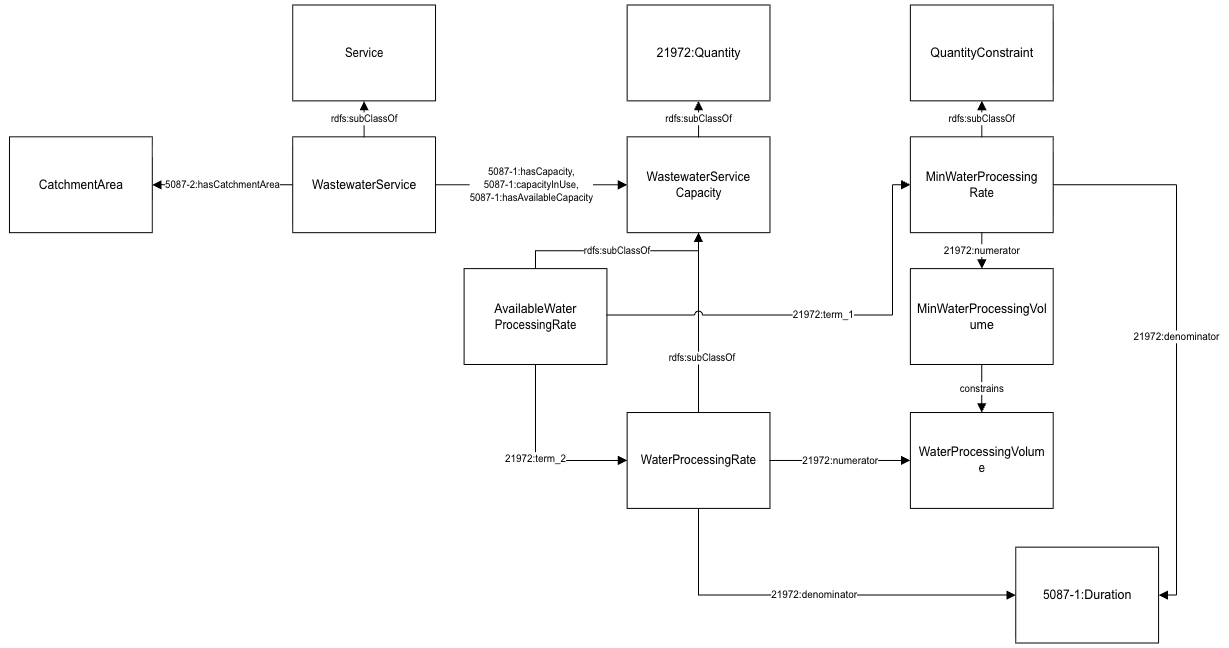 Service
21972:Quantity
QuantityConstraint
rdfs:subClassOf
rdfs:subClassOf
rdfs:subClassOf
CatchmentArea
5087-2:hasCatchmentArea
WastewaterService
5087-1:hasCapacity,
5087-1:capacityInUse,
5087-1:hasAvailableCapacity
WastewaterService
Capacity
MinWaterProcessing
Rate
rdfs:subClassOf
21972:numerator
AvailableWater
ProcessingRate
21972:term_1
MinWaterProcessingVol
ume
21972:denominator
rdfs:subClassOf
constrains
21972:term_2
WaterProcessingRate
21972:numerator
WaterProcessingVolum
e
21972:denominator
5087-1:Duration